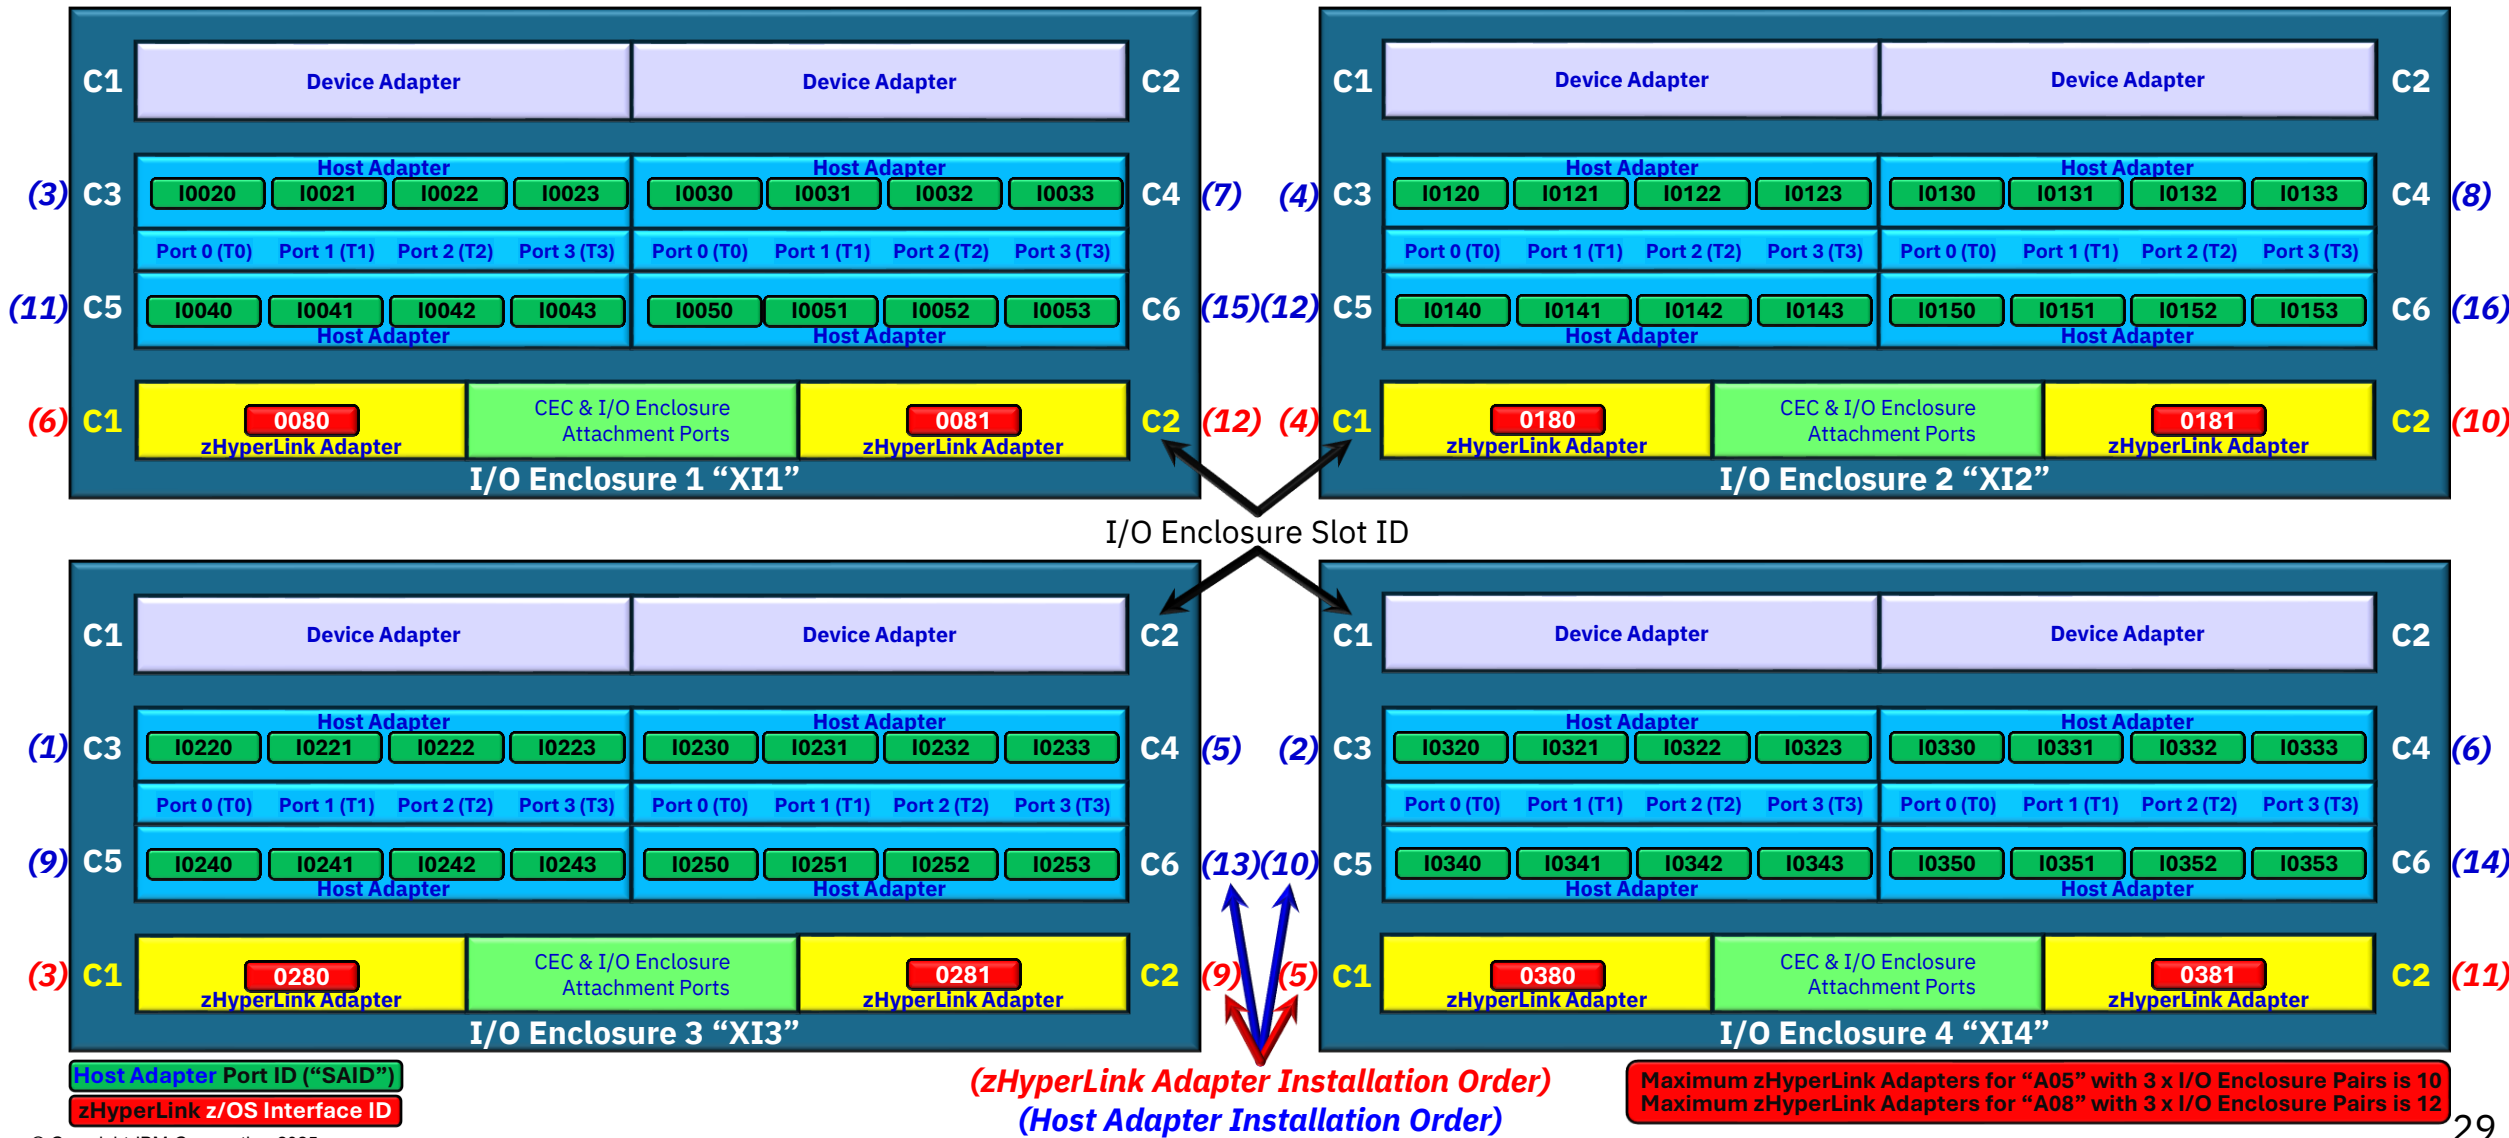 C1 Device Adapter Device Adapter C2
C1 Device Adapter Device Adapter C2
Host Adapter Host Adapter
(3) C3 I0020 I0021 I0022 I0023 I0030 I0031 I0032 I0033 C4 (7)
Port 0 (T0) Port 1 (T1) Port 2 (T2) Port 3 (T3) Port 0 (T0) Port 1 (T1) Port 2 (T2) Port 3 (T3)
(11) C5 I0040 I0041 I0042 I0043 I0050 I0051 I0052 I0053 C6 (15)
Host Adapter Host Adapter
(6) C1 0080 CEC & I/O Enclosure 0081 C2 (12)
zHyperLink Adapter Attachment Ports zHyperLink Adapter
I/O Enclosure 1 “XI1”
Host Adapter Host Adapter
(4) C3 I0120 I0121 I0122 I0123 I0130 I0131 I0132 I0133 C4 (8)
Port 0 (T0) Port 1 (T1) Port 2 (T2) Port 3 (T3) Port 0 (T0) Port 1 (T1) Port 2 (T2) Port 3 (T3)
(12) C5 I0140 I0141 I0142 I0143 I0150 I0151 I0152 I0153 C6 (16)
Host Adapter Host Adapter
(4) C1 0180 CEC & I/O Enclosure 0181 C2 (10)
zHyperLink Adapter Attachment Ports zHyperLink Adapter
I/O Enclosure 2 “XI2”
I/O Enclosure Slot ID
C1 Device Adapter Device Adapter C2
Host Adapter Host Adapter
(1) C3 I0220 I0221 I0222 I0223 I0230 I0231 I0232 I0233 C4 (5)
Port 0 (T0) Port 1 (T1) Port 2 (T2) Port 3 (T3) Port 0 (T0) Port 1 (T1) Port 2 (T2) Port 3 (T3)
(9) C5 I0240 I0241 I0242 I0243 I0250 I0251 I0252 I0253 C6 (13)
Host Adapter Host Adapter
(3) C1 0280 CEC & I/O Enclosure 0281 C2 (9)
zHyperLink Adapter Attachment Ports zHyperLink Adapter
I/O Enclosure 3 “XI3”
C1 Device Adapter Device Adapter C2
Host Adapter Host Adapter
(2) C3 I0320 I0321 I0322 I0323 I0330 I0331 I0332 I0333 C4 (6)
Port 0 (T0) Port 1 (T1) Port 2 (T2) Port 3 (T3) Port 0 (T0) Port 1 (T1) Port 2 (T2) Port 3 (T3)
(10) C5 I0340 I0341 I0342 I0343 I0350 I0351 I0352 I0353 C6 (14)
Host Adapter Host Adapter
(5) C1 0380 CEC & I/O Enclosure 0381 C2 (11)
zHyperLink Adapter Attachment Ports zHyperLink Adapter
I/O Enclosure 4 “XI4”
Host Adapter Port ID (“SAID”)
zHyperLink z/OS Interface ID
(zHyperLink Adapter Installation Order)
(Host Adapter Installation Order)
Maximum zHyperLink Adapters for “A05” with 3 x I/O Enclosure Pairs is 10
Maximum zHyperLink Adapters for “A08” with 3 x I/O Enclosure Pairs is 12
29